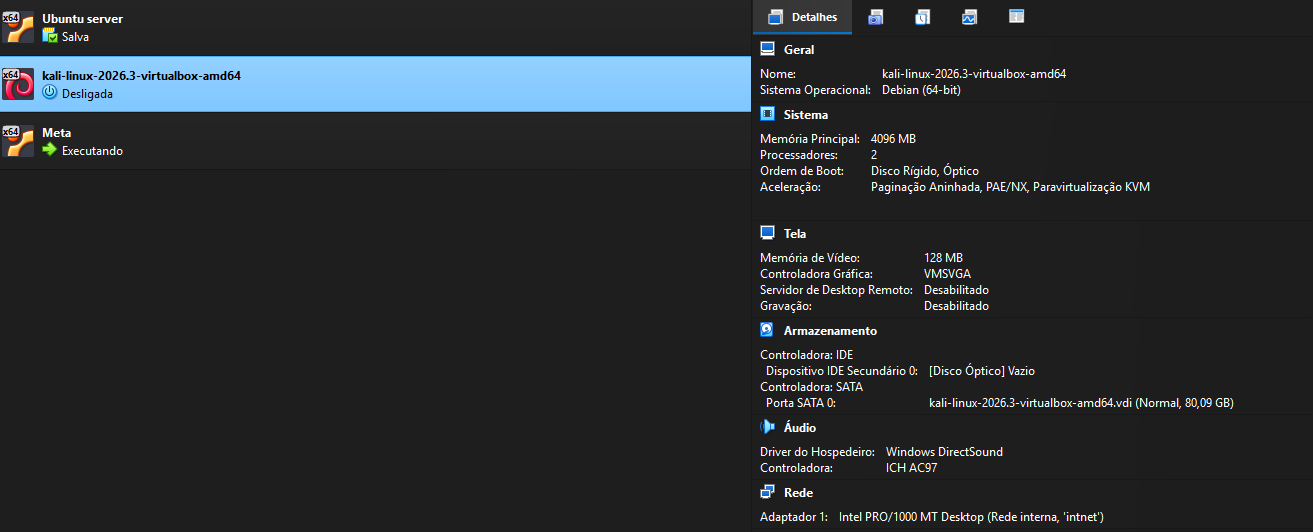 x64 Ubuntu server
Salva
x64 kali-linux-2026.3-virtualbox-amd64
Desligada
x64 Meta
Executando
Detalhes
Geral
Nome: kali-linux-2026.3-virtualbox-amd64
Sistema Operacional: Debian (64-bit)
Sistema
Memória Principal: 4096 MB
Processadores: 2
Ordem de Boot: Disco Rígido, Óptico
Aceleração: Paginação Aninhada, PAE/NX, Paravirtualização KVM
Tela
Memória de Vídeo: 128 MB
Controladora Gráfica: VMSVGA
Servidor de Desktop Remoto: Desabilitado
Gravação: Desabilitado
Armazenamento
Controladora: IDE
Dispositivo IDE Secundário 0: [Disco Óptico] Vazio
Controladora: SATA
Porta SATA 0: kali-linux-2026.3-virtualbox-amd64.vdi (Normal, 80,09 GB)
Áudio
Driver do Hospedeiro: Windows DirectSound
Controladora: ICH AC97
Rede
Adaptador 1: Intel PRO/1000 MT Desktop (Rede interna, 'intnet')